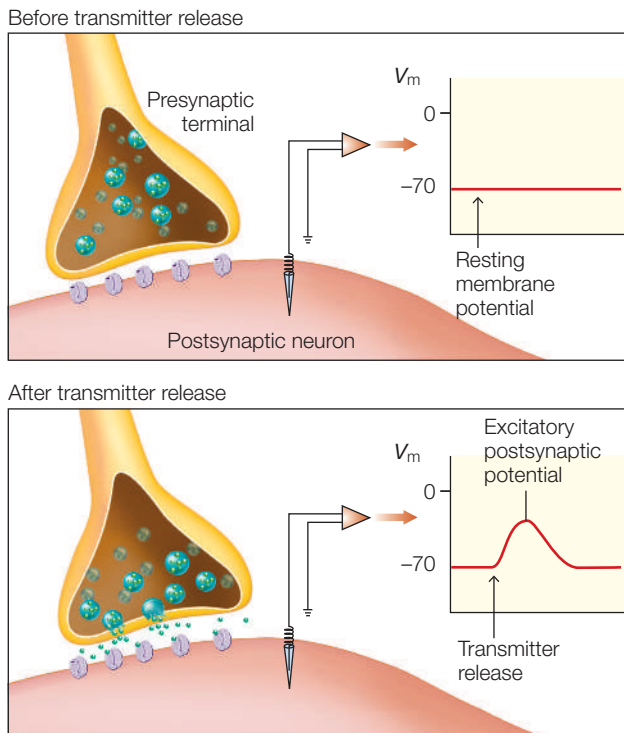 Before transmitter release
Presynaptic
terminal
Vm
0
–70
Resting
membrane
potential
Postsynaptic neuron
After transmitter release
Excitatory
postsynaptic
potential
Vm
0
–70
Transmitter
release